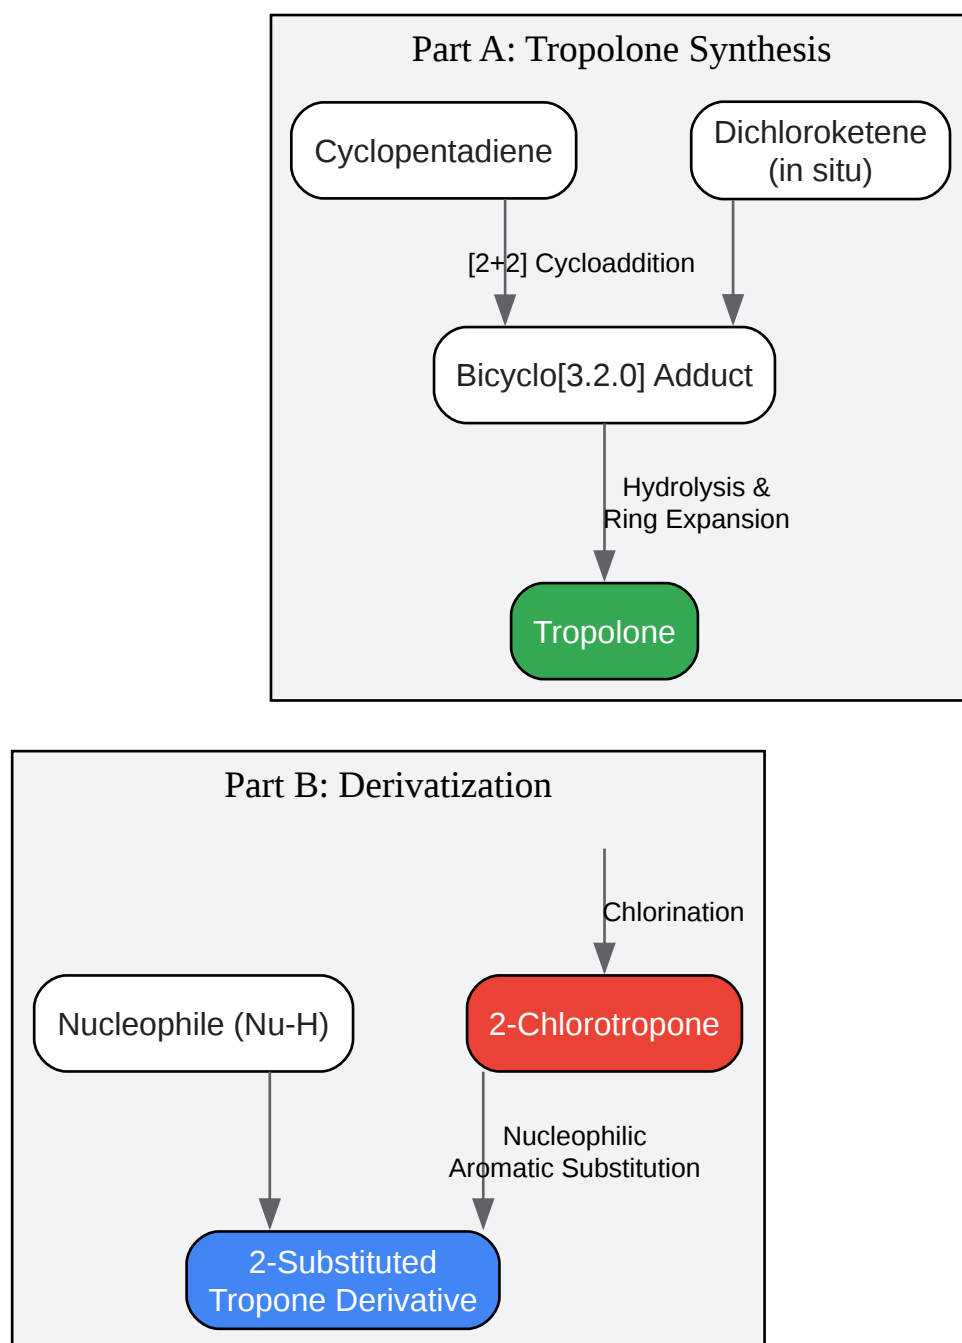 Part A: Tropolone Synthesis
Cyclopentadiene
Dichloroketene
(in situ)
[2+2] Cycloaddition
Bicyclo[3.2.0] Adduct
Hydrolysis &
Ring Expansion
Tropolone
Part B: Derivatization
Chlorination
Nucleophile (Nu-H)
2-Chlorotropone
Nucleophilic
Aromatic Substitution
2-Substituted
Tropone Derivative